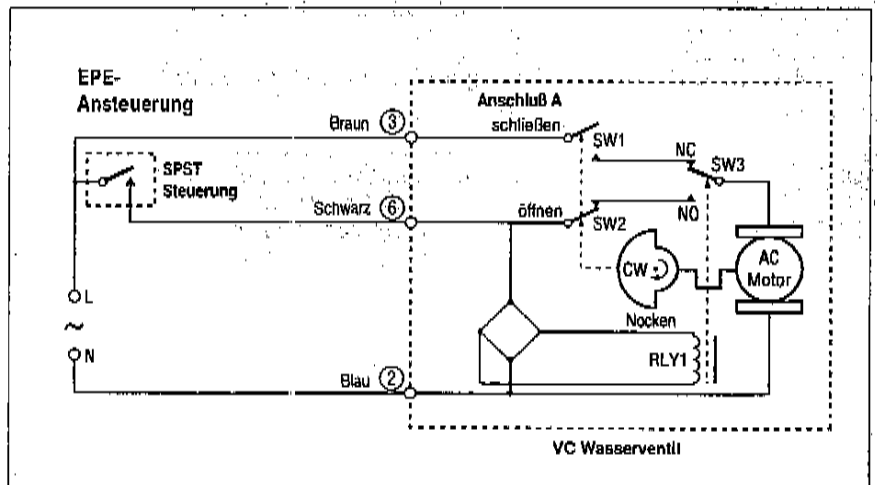 EPE-
Ansteuerung
SPST
Steuerung
L
~
N
Braun ③
Schwarz ⑥
Blau ②
Anschluß A
schließen
SW1
NC
SW3
öffnen
SW2
NO
CW
Nocken
AC
Motor
RLY1
VC Wasserventil